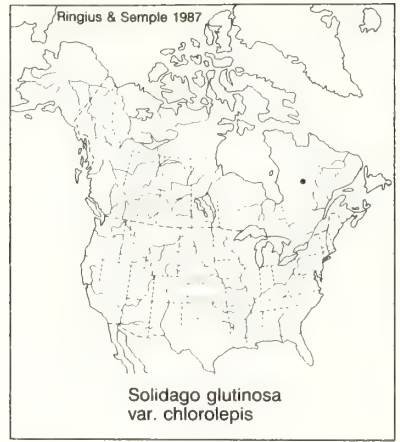 Ringius & Semple 1987
Solidago glutinosa
var. chlorolepis